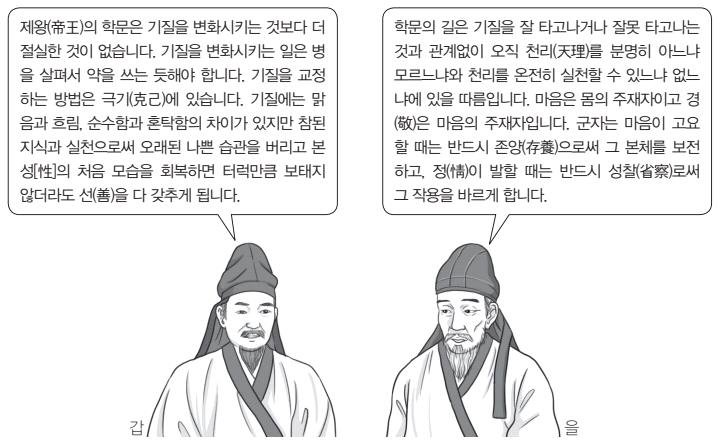 제왕(帝王)의 학문은 기질을 변화시키는 것보다 더
절실한 것이 없습니다. 기질을 변화시키는 일은 병
을 살펴서 약을 쓰는 듯해야 합니다. 기질을 교정
하는 방법은 극기(克己)에 있습니다. 기질에는 맑
음과 흐림, 순수함과 혼탁함의 차이가 있지만 참된
지식과 실천으로써 오래된 나쁜 습관을 버리고 본
성[性]의 처음 모습을 회복하면 터럭만큼 보태지
않더라도 선(善)을 다 갖추게 됩니다.
학문의 길은 기질을 잘 타고나거나 잘못 타고나는
것과 관계없이 오직 천리(天理)를 분명히 아느냐
모르느냐와 천리를 온전히 실천할 수 있느냐 없느
냐에 있을 따름입니다. 마음은 몸의 주재자이고 경
(敬)은 마음의 주재자입니다. 군자는 마음이 고요
할 때는 반드시 존양(存養)으로써 그 본체를 보전
하고, 정(情)이 발할 때는 반드시 성찰(省察)로써
그 작용을 바르게 합니다.
갑
을